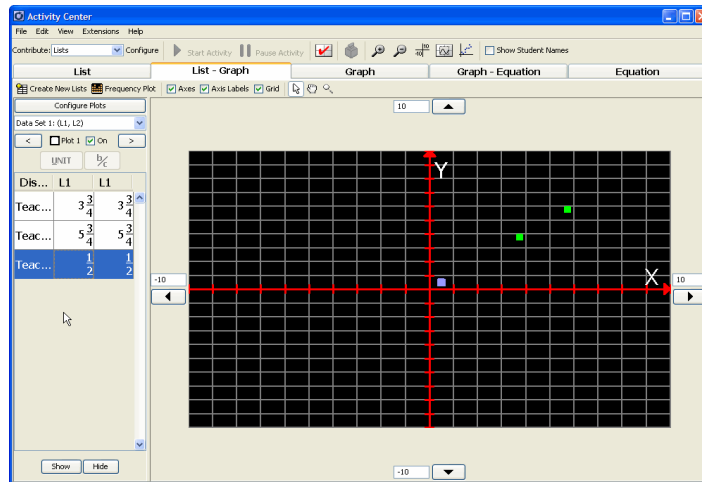 Activity Center
File Edit View Extensions Help
Contribute: Lists Configure Start Activity Pause Activity Show Student Names
List List - Graph Graph Graph - Equation Equation
Create New Lists Frequency Plot Axes Axis Labels Grid
Configure Plots
10
Data Set 1: (L1, L2)
< Plot 1 On >
UNIT b/c
Y
Dis... L1 L1
Teac... 3 3/4 3 3/4
Teac... 5 3/4 5 3/4
Teac... 1/2 1/2
X
-10
10
Show Hide
-10